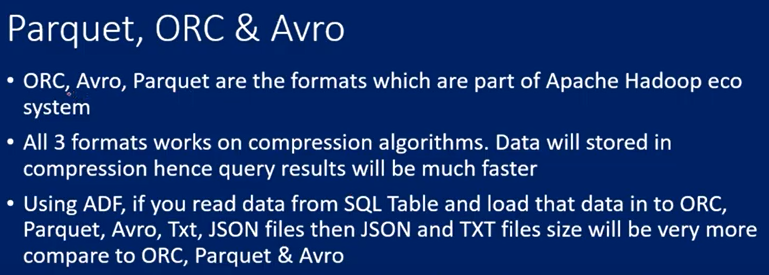 Parquet, ORC & Avro
• ORC, Avro, Parquet are the formats which are part of Apache Hadoop eco
system
• All 3 formats works on compression algorithms. Data will stored in
compression hence query results will be much faster
• Using ADF, if you read data from SQL Table and load that data in to ORC,
Parquet, Avro, Txt, JSON files then JSON and TXT files size will be very more
compare to ORC, Parquet & Avro